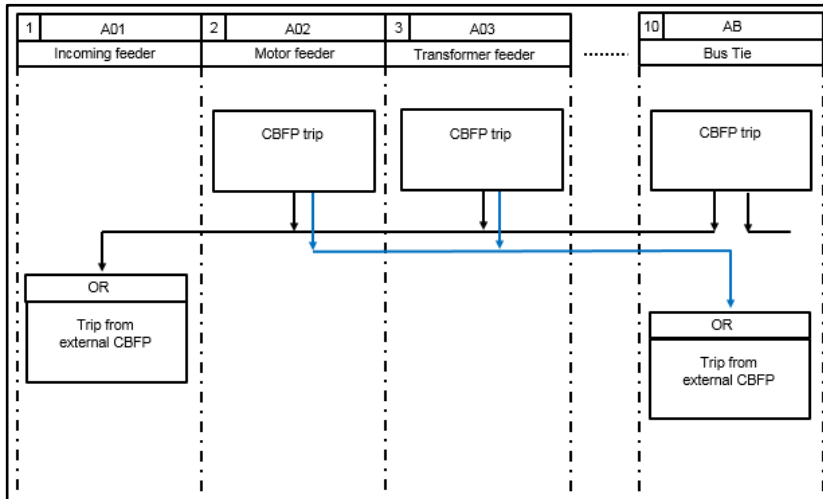 1 A01 2 A02 3 A03 10 AB
Incoming feeder Motor feeder Transformer feeder ........ Bus Tie
CBFP trip CBFP trip CBFP trip
OR
Trip from
external CBFP
OR
Trip from
external CBFP